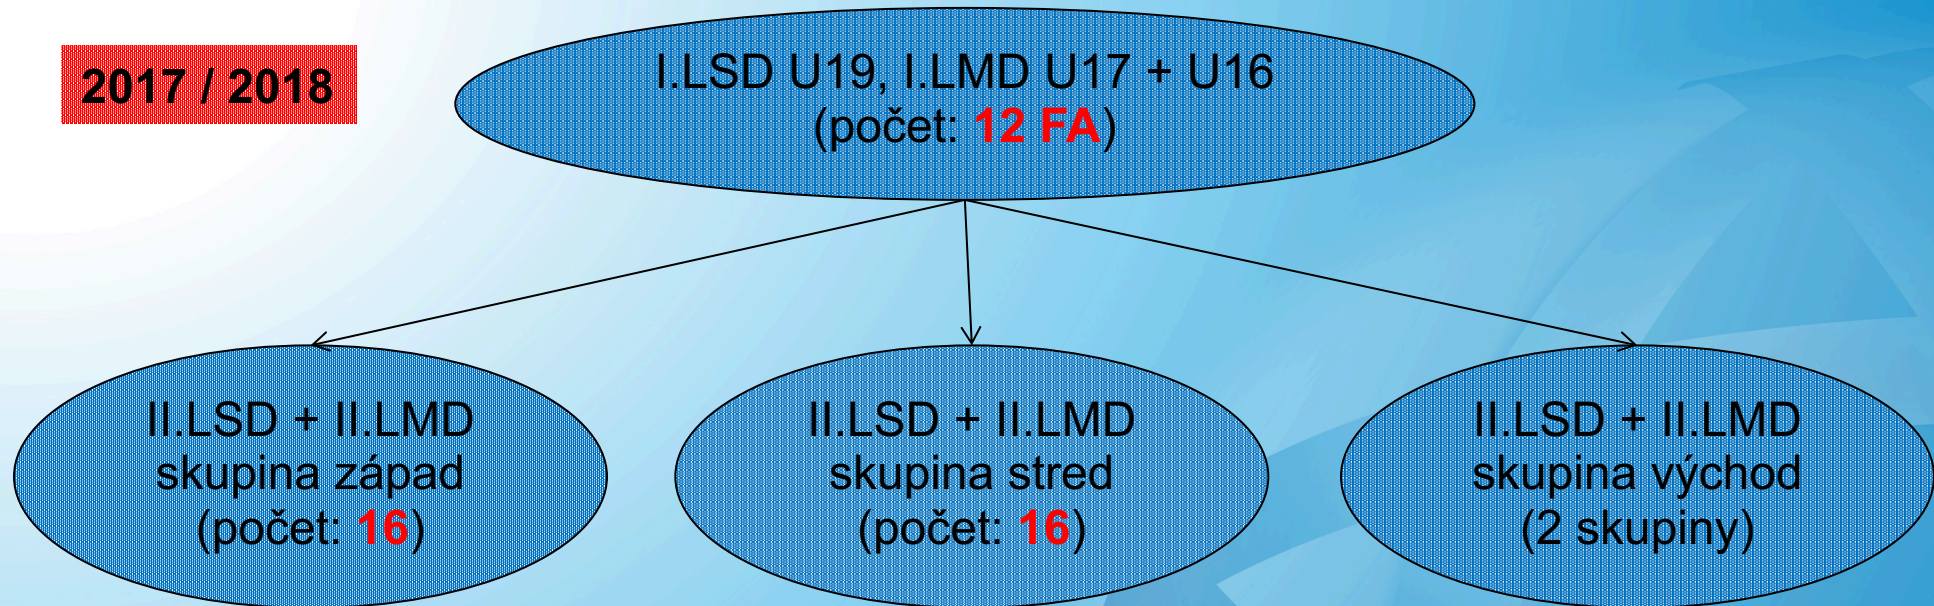 2017 / 2018
I.LSD U19, I.LMD U17 + U16
(počet: 12 FA)
II.LSD + II.LMD
skupina západ
(počet: 16)
II.LSD + II.LMD
skupina stred
(počet: 16)
II.LSD + II.LMD
skupina východ
(2 skupiny)